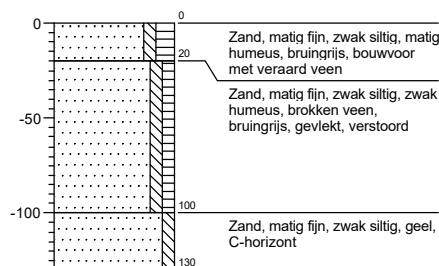 0
0
Zand, matig fijn, zwak siltig, matig
humeus, bruingrijs, bouwvoor
met veraard veen
20
Zand, matig fijn, zwak siltig, zwak
humeus, brokken veen,
bruingrijs, gevlekt, verstoord
-50
-100
100
Zand, matig fijn, zwak siltig, geel,
C-horizont
130